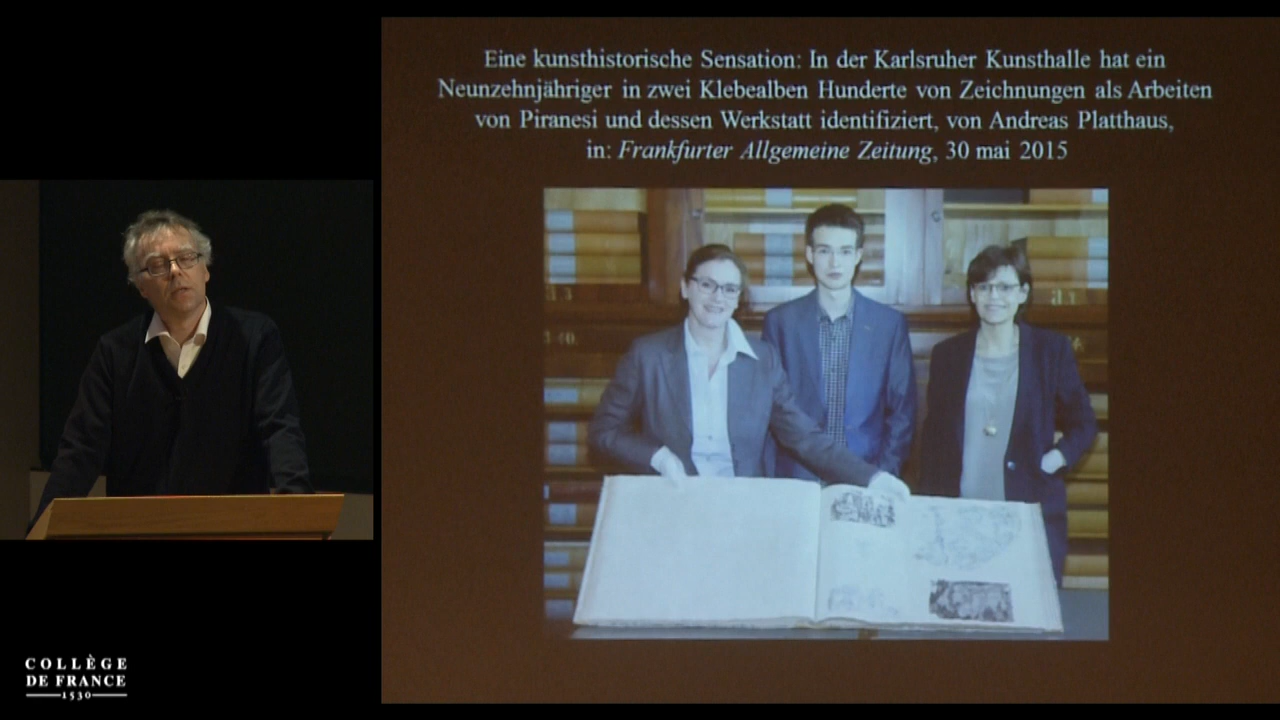 Eine kunsthistorische Sensation: In der Karlsruher Kunsthalle hat ein
Neunzehnjähriger in zwei Klebealben Hunderte von Zeichnungen als Arbeiten
von Piranesi und dessen Werkstatt identifiziert, von Andreas Platthaus,
in: Frankfurter Allgemeine Zeitung, 30 mai 2015
COLLÈGE
DE FRANCE
1530